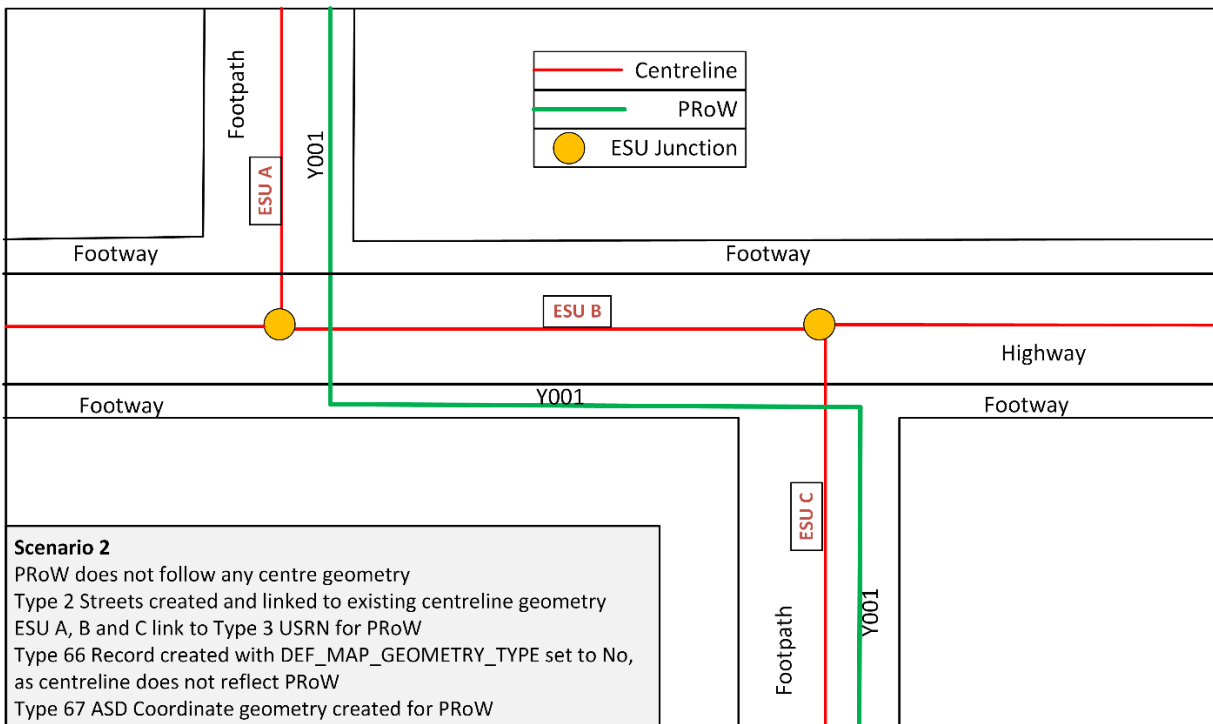 Footpath
ESU A
Y001
Centreline
PRoW
ESU Junction
Footway
Footway
ESU B
Highway
Footway
Y001
Footway
ESU C
Footpath
Y001
Scenario 2
PRoW does not follow any centre geometry
Type 2 Streets created and linked to existing centreline geometry
ESU A, B and C link to Type 3 USRN for PRoW
Type 66 Record created with DEF_MAP_GEOMETRY_TYPE set to No,
as centreline does not reflect PRoW
Type 67 ASD Coordinate geometry created for PRoW